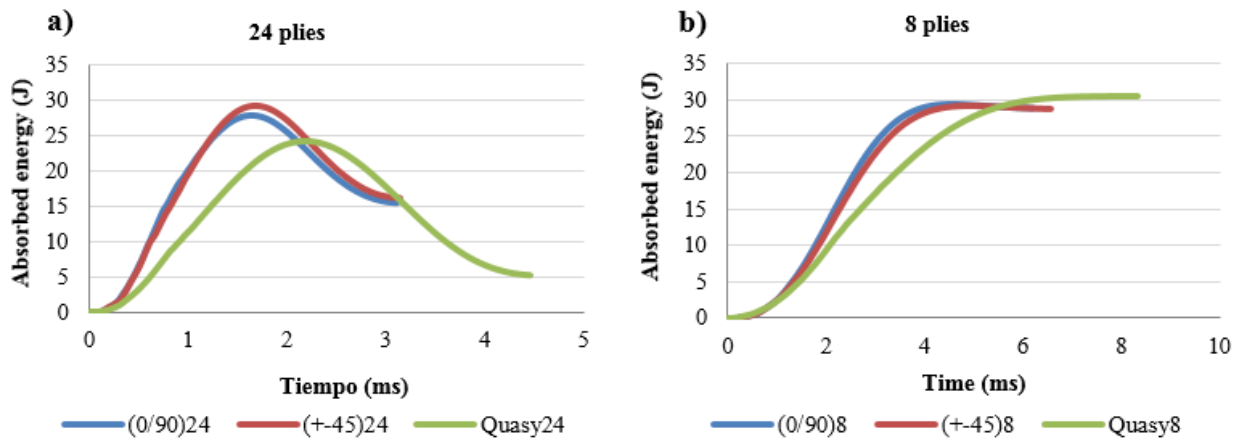 a)
24 plies
Absorbed energy (J)
35
30
25
20
15
10
5
0
0 1 2 3 4 5
Tiempo (ms)
(0/90)24 (+-45)24 Quasy24
b)
8 plies
Absorbed energy (J)
35
30
25
20
15
10
5
0
0 2 4 6 8 10
Time (ms)
(0/90)8 (+-45)8 Quasy8